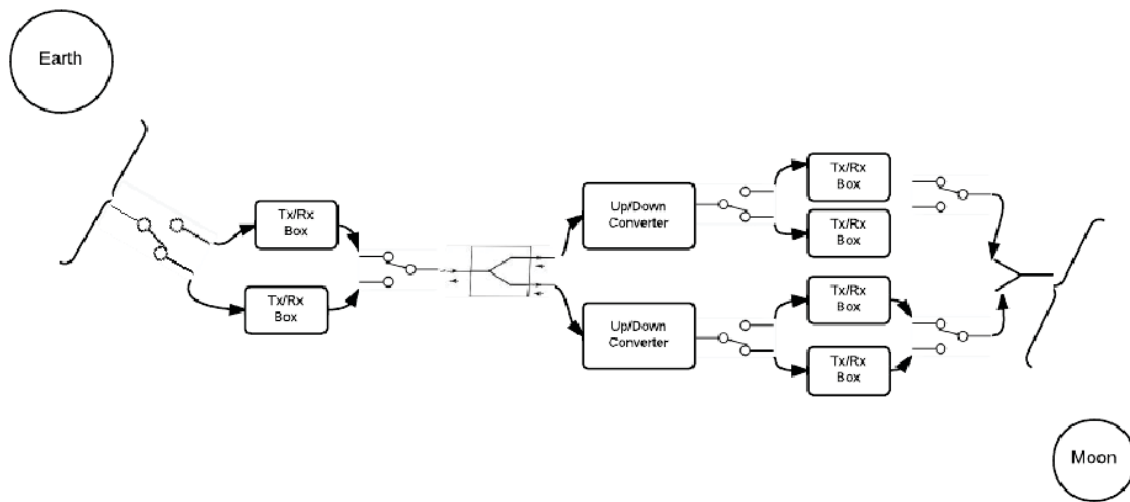 Earth
Tx/Rx
Box
Tx/Rx
Box
Up/Down
Converter
Up/Down
Converter
Tx/Rx
Box
Tx/Rx
Box
Tx/Rx
Box
Tx/Rx
Box
Moon